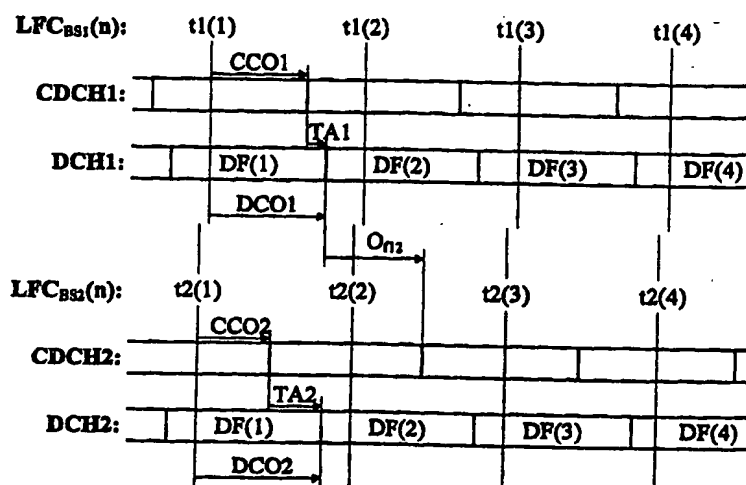 LFC_BS1(n): t1(1) t1(2) t1(3) t1(4)
CCO1
CDCH1:
TA1
DCH1: DF(1) DF(2) DF(3) DF(4)
DCO1
O_f12
LFC_BS2(n): t2(1) t2(2) t2(3) t2(4)
CCO2
CDCH2:
TA2
DCH2: DF(1) DF(2) DF(3) DF(4)
DCO2